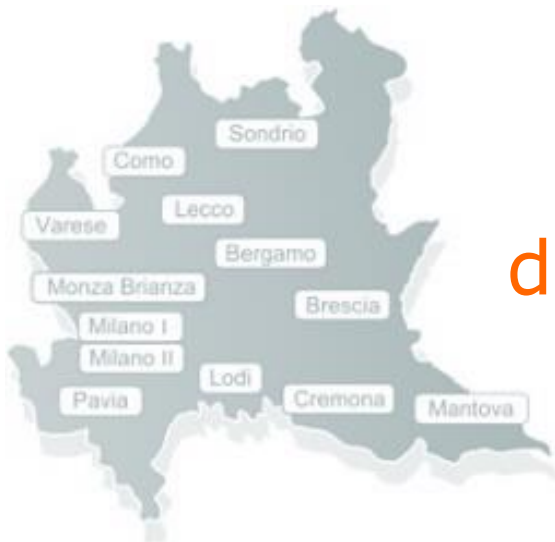 Sondrio
Como
Lecco
Varese
Bergamo
d
Monza Brianza
Brescia
Milano I
Milano II
Lodi
Pavia
Cremona
Mantova